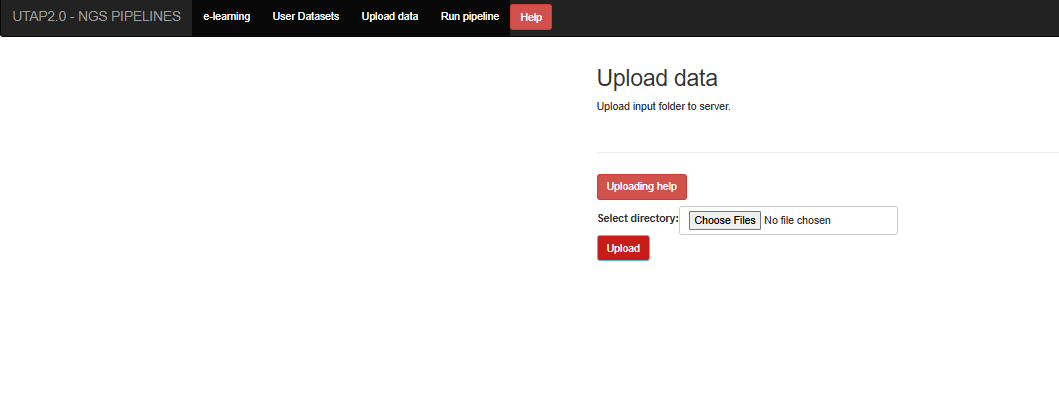 UTAP2.0 - NGS PIPELINES e-learning User Datasets Upload data Run pipeline Help
Upload data
Upload input folder to server.
Uploading help
Select directory: Choose Files No file chosen
Upload